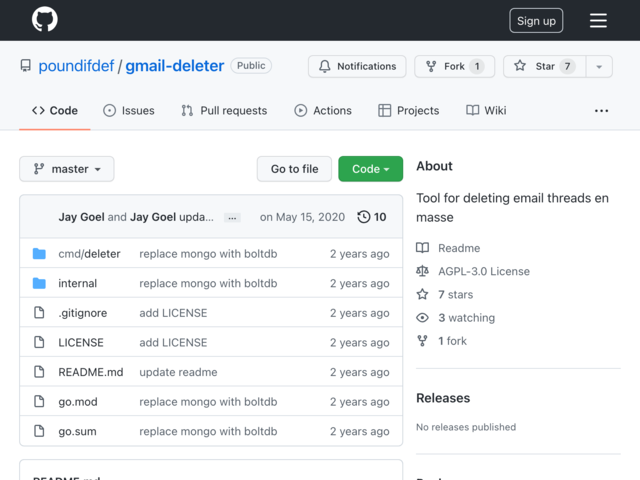 Sign up
poundifdef / gmail-deleter Public
Notifications Fork 1 Star 7
Code Issues Pull requests Actions Projects Wiki ...
master Go to file Code
Jay Goel and Jay Goel upda... ... on May 15, 2020 10
cmd/deleter replace mongo with boltdb 2 years ago
internal replace mongo with boltdb 2 years ago
.gitignore add LICENSE 2 years ago
LICENSE add LICENSE 2 years ago
README.md update readme 2 years ago
go.mod replace mongo with boltdb 2 years ago
go.sum replace mongo with boltdb 2 years ago
README.md
About
Tool for deleting email threads en
masse
Readme
AGPL-3.0 License
7 stars
3 watching
1 fork
Releases
No releases published